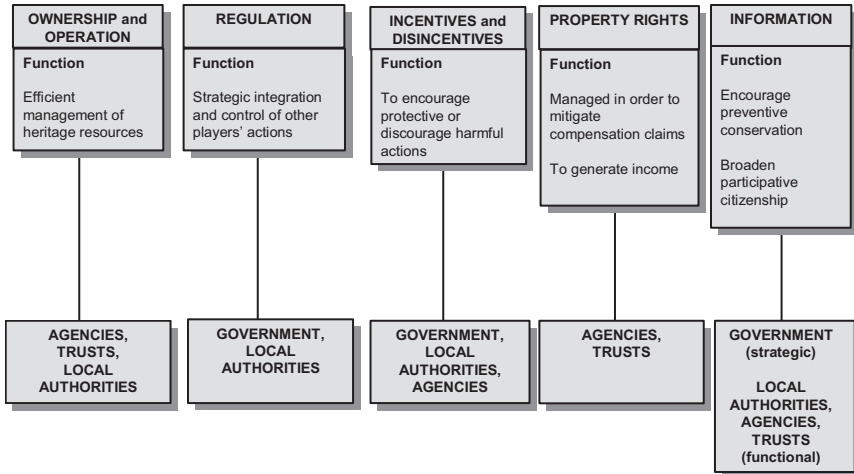 OWNERSHIP and
OPERATION
Function
Efficient
management of
heritage resources
REGULATION
Function
Strategic integration
and control of other
players' actions
INCENTIVES and
DISINCENTIVES
Function
To encourage
protective or
discourage harmful
actions
PROPERTY RIGHTS
Function
Managed in order to
mitigate
compensation claims
To generate income
INFORMATION
Function
Encourage
preventive
conservation
Broaden
participative
citizenship
AGENCIES,
TRUSTS,
LOCAL
AUTHORITIES
GOVERNMENT,
LOCAL
AUTHORITIES
GOVERNMENT,
LOCAL
AUTHORITIES,
AGENCIES
AGENCIES,
TRUSTS
GOVERNMENT
(strategic)
LOCAL
AUTHORITIES,
AGENCIES,
TRUSTS
(functional)